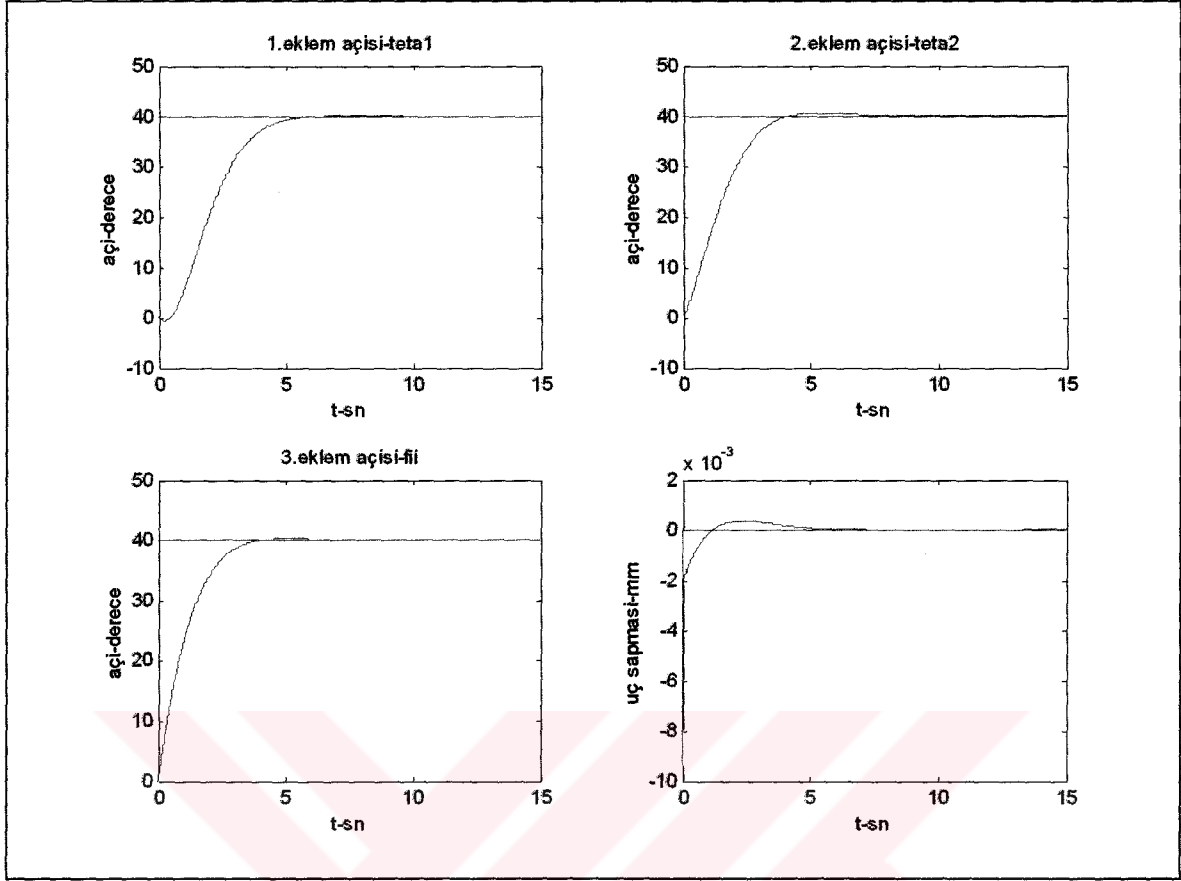 1.eklem açisi-teta1
50
40
30
20
10
0
-10
açi-derece
0 5 10 15
t-sn
2.eklem açisi-teta2
50
40
30
20
10
0
-10
açi-derece
0 5 10 15
t-sn
3.eklem açisi-fii
50
40
30
20
10
0
açi-derece
0 5 10 15
t-sn
x 10-3
2
0
-2
-4
-6
-8
-10
uç sapmasi-mm
0 5 10 15
t-sn